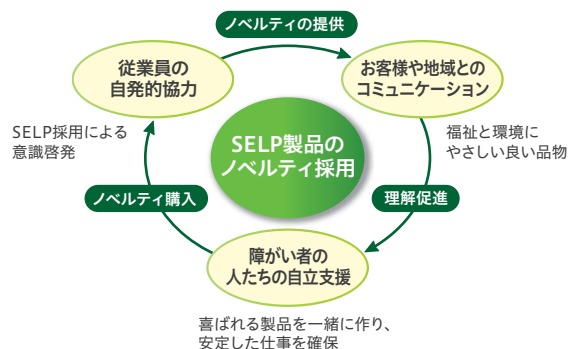 ノベルティの提供
従業員の
自発的協力
お客様や地域との
コミュニケーション
SELP採用による
意識啓発
SELP製品の
ノベルティ採用
福祉と環境に
やさしい良い品物
ノベルティ購入
理解促進
障がい者の
人たちの自立支援
喜ばれる製品を一緒に作り、
安定した仕事を確保